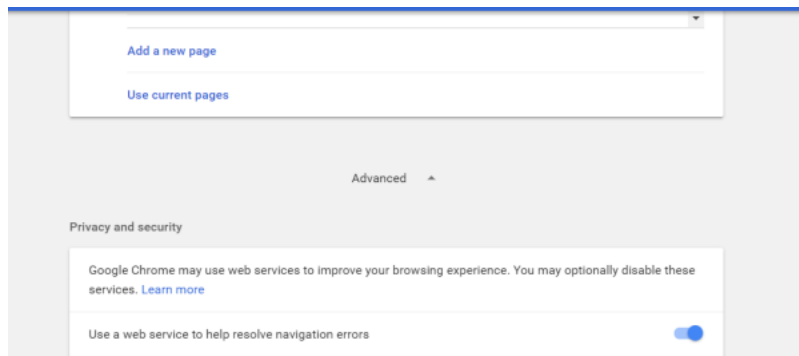 Add a new page
Use current pages
Advanced
Privacy and security
Google Chrome may use web services to improve your browsing experience. You may optionally disable these
services. Learn more
Use a web service to help resolve navigation errors